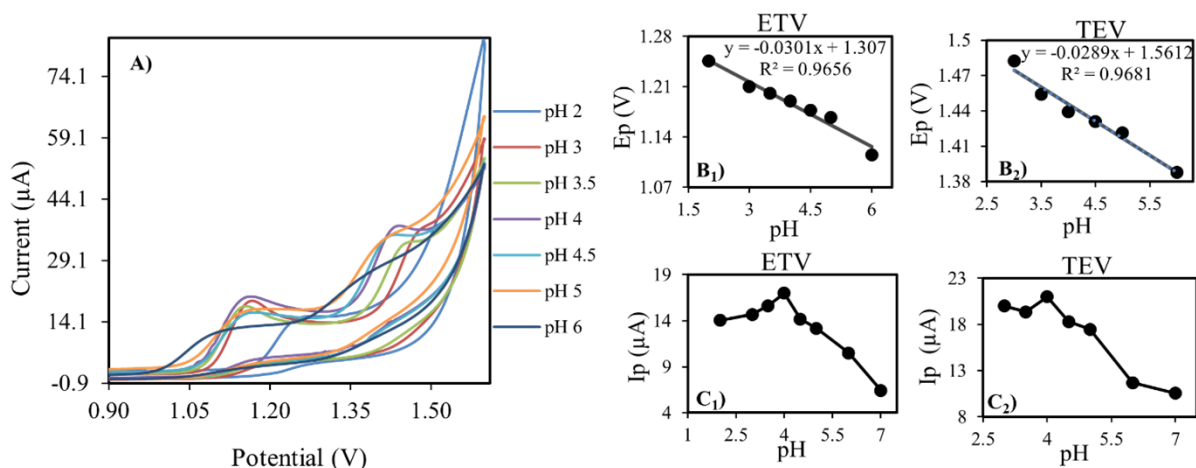 A)
74.1
59.1
44.1
29.1
14.1
-0.9
0.90 1.05 1.20 1.35 1.50
Current (µA)
Potential (V)
pH 2
pH 3
pH 3.5
pH 4
pH 4.5
pH 5
pH 6
ETV
y = -0.0301x + 1.307
R² = 0.9656
1.28
1.21
1.14
1.07
1.5 3 4.5 6
Ep (V)
B₁)
pH
TEV
y = -0.0289x + 1.5612
R² = 0.9681
1.5
1.47
1.44
1.41
1.38
2.5 3.5 4.5 5.5
Ep (V)
B₂)
pH
ETV
19
14
9
4
1 2.5 4 5.5 7
Ip (µA)
C₁)
pH
TEV
23
18
13
8
2.5 4 5.5 7
Ip (µA)
C₂)
pH